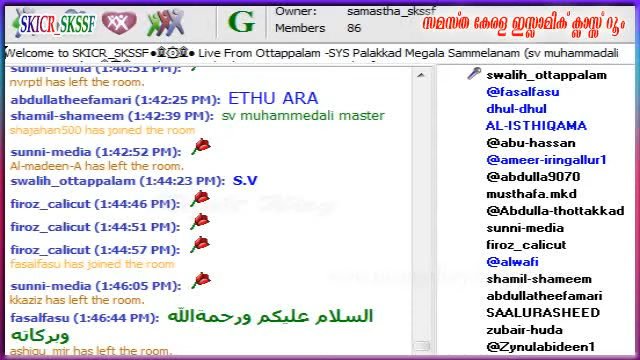 SKICR_SKSSF
G
Owner: samastha_skssf
Members 86
സമസ്ത കേരള ഇസ്ലാമിക് ക്ലാസ്സ് റൂം
Welcome to SKICR_SKSSF●۩۞۩● Live From Ottappalam -SYS Palakkad Megala Sammelanam (sv muhammadali
sunni-media (1:40:51 PM):
nvrptl has left the room.
abdullatheefamari (1:42:25 PM): ETHU ARA
shamil-shameem (1:42:39 PM): sv muhammedali master
shajahan500 has joined the room
sunni-media (1:42:52 PM):
Al-madeen-A has left the room.
swalih_ottappalam (1:44:23 PM): S.V
firoz_calicut (1:44:46 PM):
firoz_calicut (1:44:51 PM):
firoz_calicut (1:44:57 PM):
fasalfasu has joined the room
sunni-media (1:46:05 PM):
kkaziz has left the room.
fasalfasu (1:46:44 PM): السلام عليكم ورحمةالله
وبركاته
ashiqu_mir has left the room.
swalih_ottappalam
@fasalfasu
dhul-dhul
AL-ISTHIQAMA
@abu-hassan
@ameer-iringallur1
@abdulla9070
musthafa.mkd
@Abdulla-thottakkad
sunni-media
firoz_calicut
@alwafi
shamil-shameem
abdullatheefamari
SAALURASHEED
zubair-huda
@Zynulabideen1